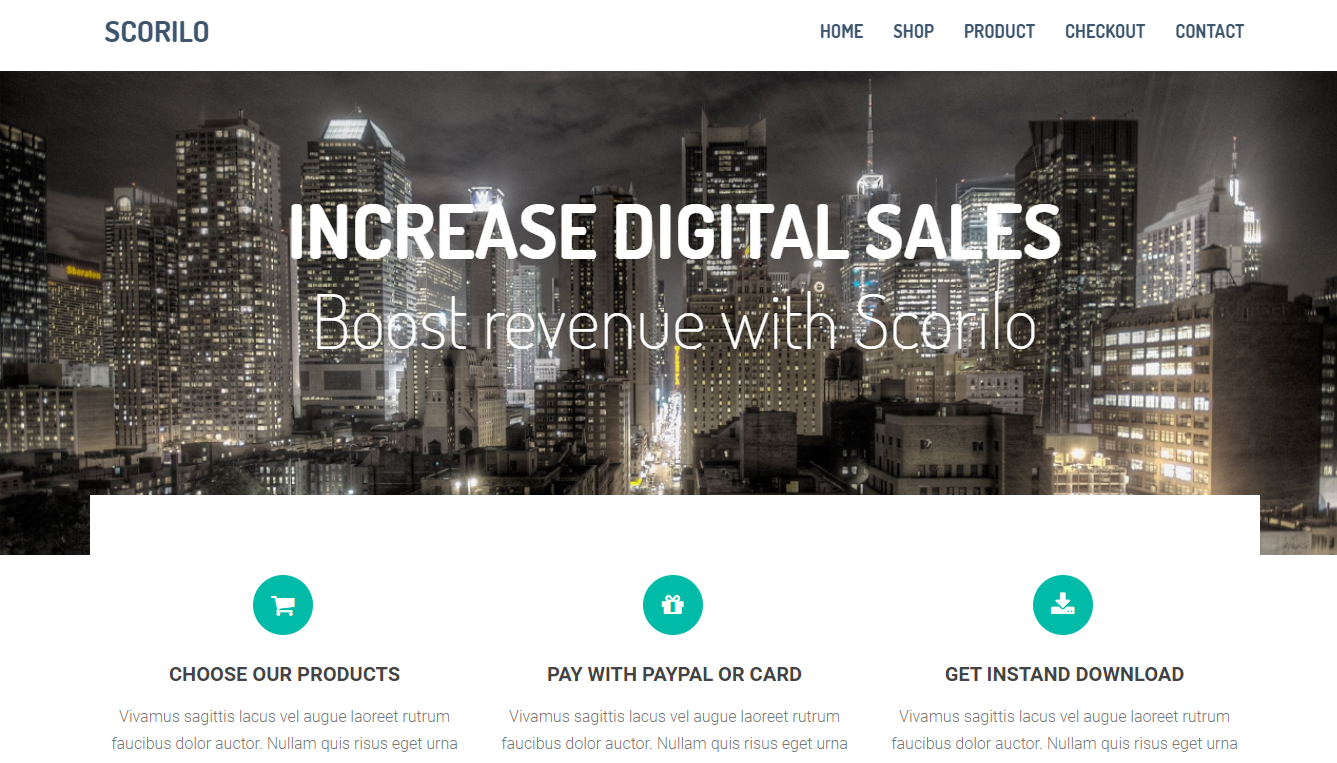 SCORILO
HOME SHOP PRODUCT CHECKOUT CONTACT
Sheraton
W
INCREASE DIGITAL SALES
Boost revenue with Scorilo
CHOOSE OUR PRODUCTS
Vivamus sagittis lacus vel augue laoreet rutrum
faucibus dolor auctor. Nullam quis risus eget urna
PAY WITH PAYPAL OR CARD
Vivamus sagittis lacus vel augue laoreet rutrum
faucibus dolor auctor. Nullam quis risus eget urna
GET INSTAND DOWNLOAD
Vivamus sagittis lacus vel augue laoreet rutrum
faucibus dolor auctor. Nullam quis risus eget urna